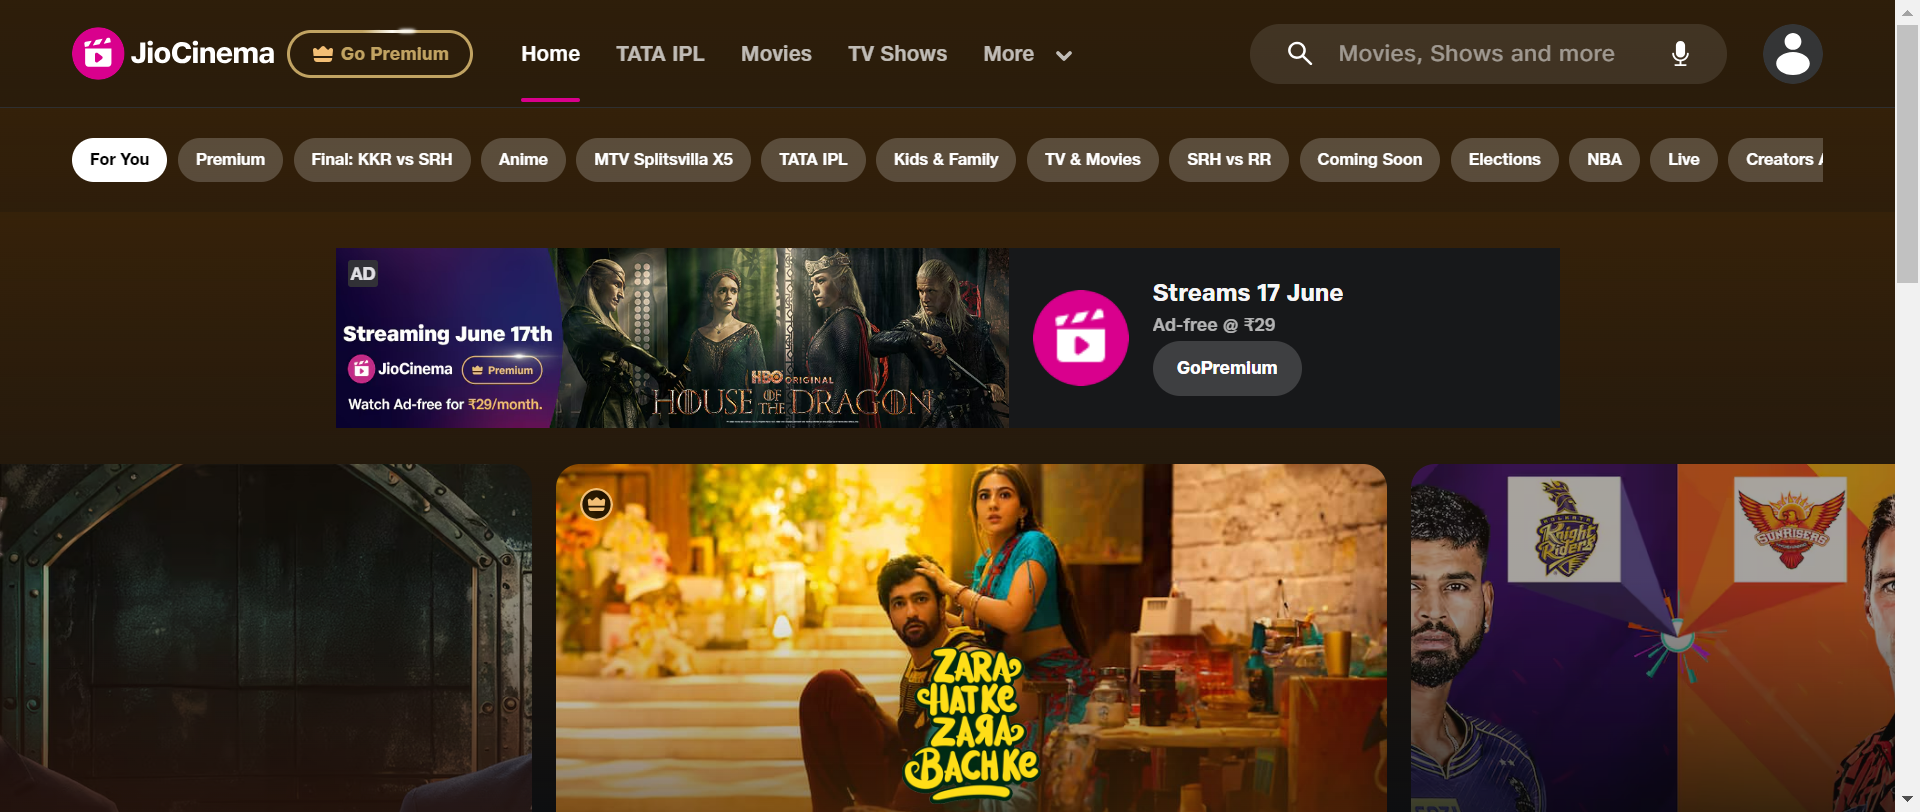 JioCinema
Go Premium
Home
TATA IPL
Movies
TV Shows
More
Movies, Shows and more
For You
Premium
Final: KKR vs SRH
Anime
MTV Splitsvilla X5
TATA IPL
Kids & Family
TV & Movies
SRH vs RR
Coming Soon
Elections
NBA
Live
Creators
AD
Streaming June 17th
JioCinema
Premium
Watch Ad-free for ₹29/month.
HBO ORIGINAL
HOUSE OF THE DRAGON
Streams 17 June
Ad-free @ ₹29
GoPremium
ZARA
HATKE
ZARA
BACHKE
KOLKATA
Knight
Riders
SUNRISERS